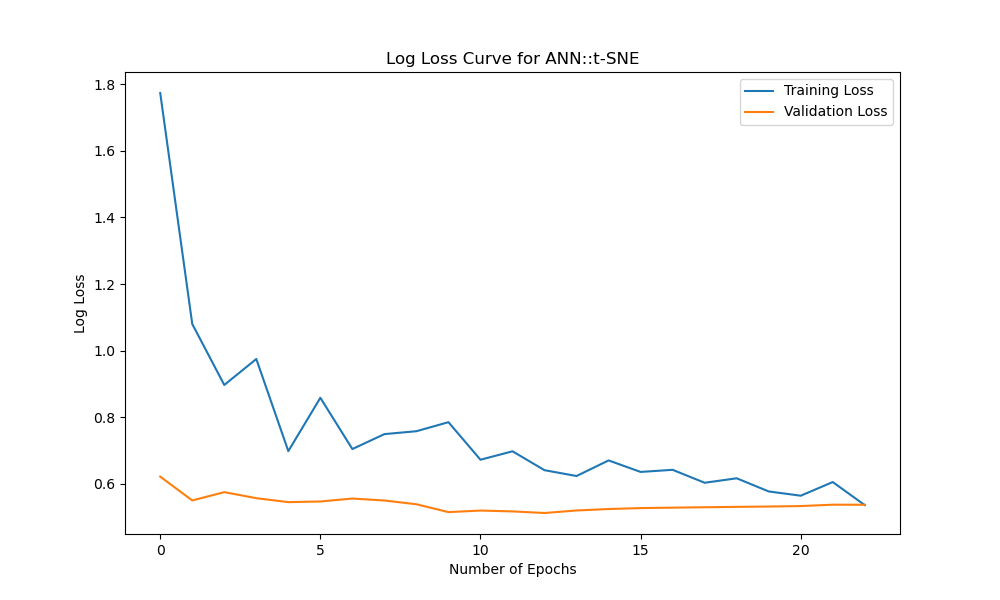 Log Loss Curve for ANN::t-SNE
Training Loss
Validation Loss
1.8
1.6
1.4
1.2
1.0
0.8
0.6
Log Loss
0
5
10
15
20
Number of Epochs